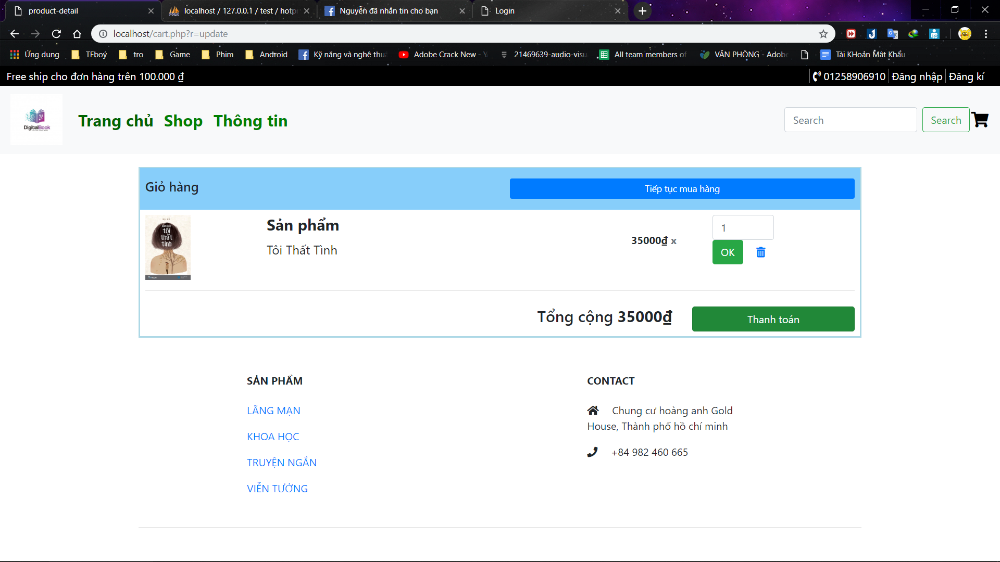 product-detail
localhost / 127.0.0.1 / test / hotp
Nguyễn đã nhắn tin cho bạn
Login
localhost/cart.php?r=update
Ứng dụng
TFboy
tro
Game
Phim
Android
Kỹ năng và nghệ thu
Adobe Crack New - Y
21469639-audio-visu
All team members of
VĂN PHÒNG - Adobe
Tài KHoản Mật Khẩu
Free ship cho đơn hàng trên 100.000 ₫
01258906910
Đăng nhập
Đăng kí
DigitalBook
Trang chủ
Shop
Thông tin
Search
Search
Giỏ hàng
Tiếp tục mua hàng
tôi
thất
tình
Sản phẩm
Tôi Thất Tình
35000₫ x
1
OK
Tổng cộng 35000₫
Thanh toán
SẢN PHẨM
LÃNG MẠN
KHOA HỌC
TRUYỆN NGẮN
VIỄN TƯỞNG
CONTACT
Chung cư hoàng anh Gold
House, Thành phố hồ chí minh
+84 982 460 665